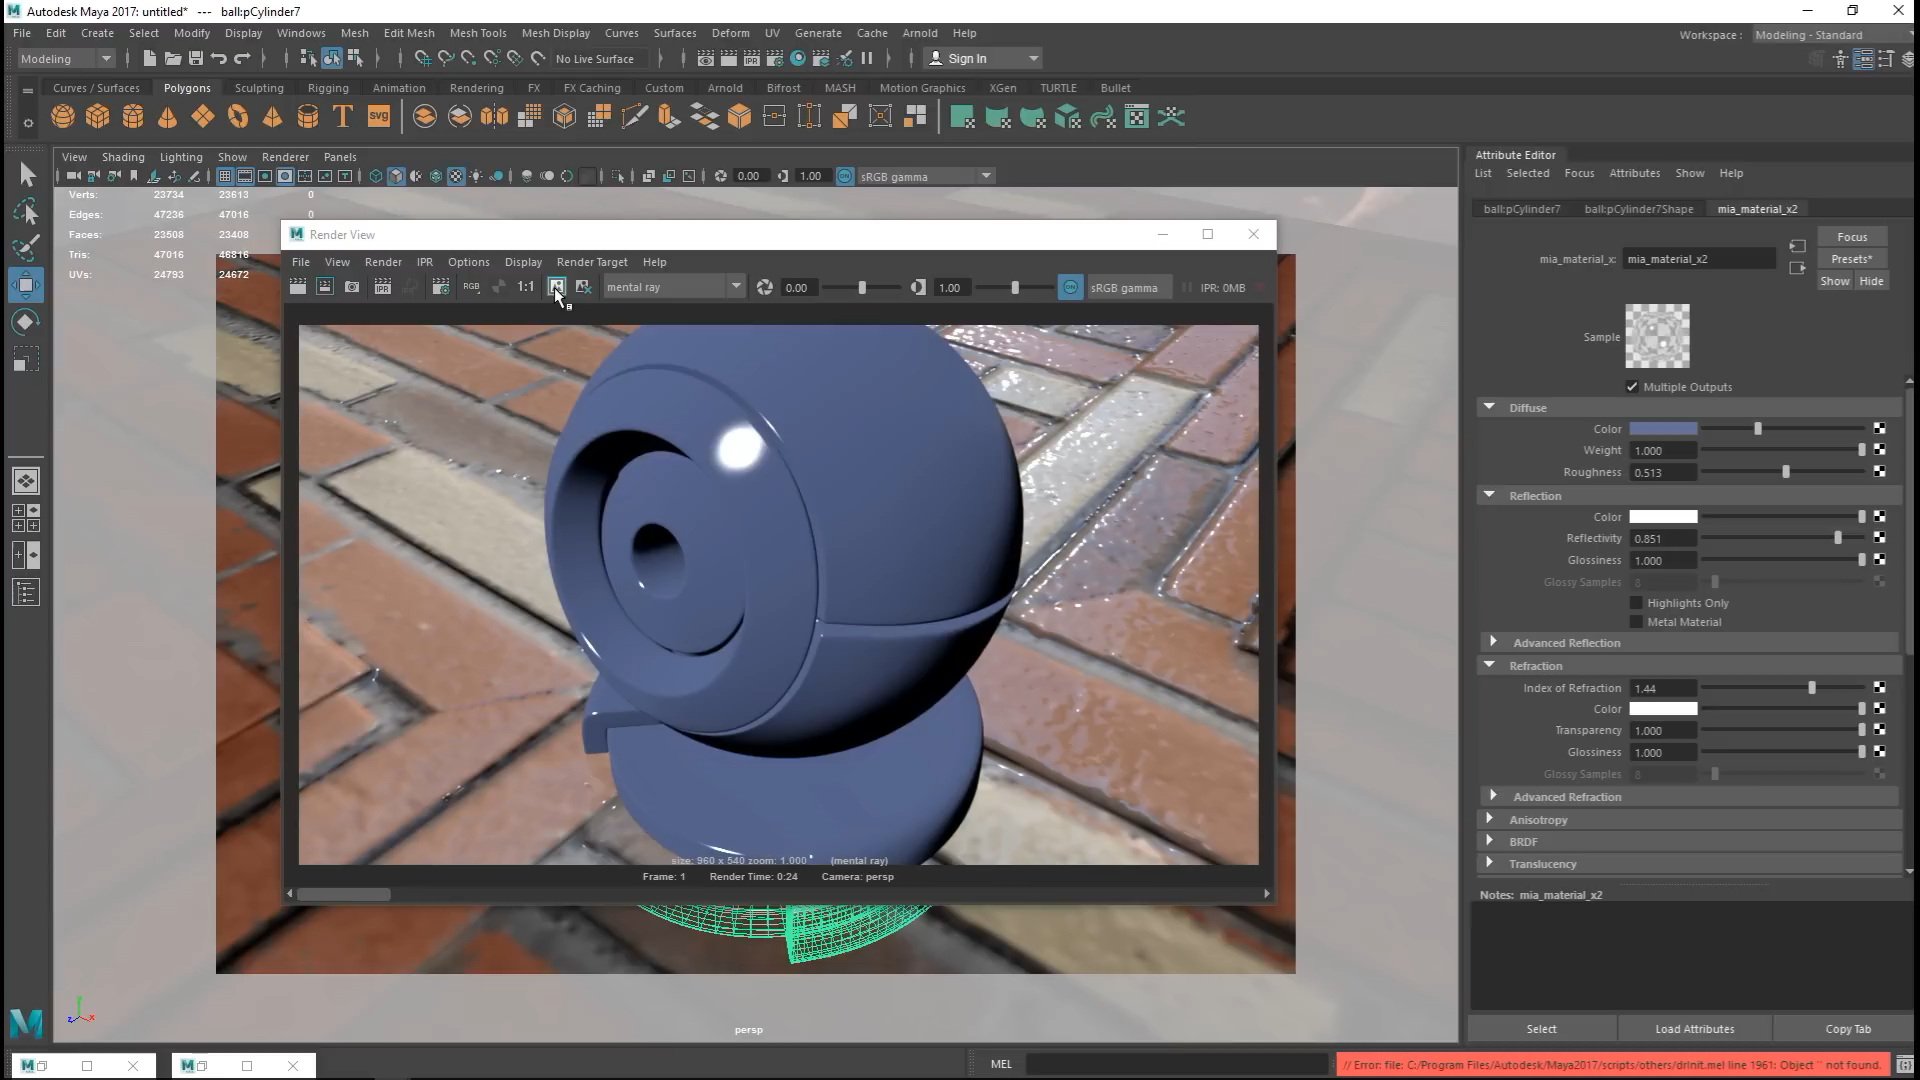 Autodesk Maya 2017: untitled* --- ball:pCylinder7
File Edit Create Select Modify Display Windows Mesh Edit Mesh Mesh Tools Mesh Display Curves Surfaces Deform UV Generate Cache Arnold Help
Workspace : Modeling - Standard
Modeling No Live Surface Sign In
Curves / Surfaces Polygons Sculpting Rigging Animation Rendering FX FX Caching Custom Arnold Bifrost MASH Motion Graphics XGen TURTLE Bullet
T svg
View Shading Lighting Show Renderer Panels
0.00 1.00 sRGB gamma
Verts: 23734 23613 0
Edges: 47236 47016 0
Faces: 23508 23408
Tris: 47016 46816
UVs: 24793 24672
Render View
File View Render IPR Options Display Render Target Help
IPR RGB 1:1 mental ray 0.00 1.00 ON sRGB gamma IPR: 0MB
size: 960 x 540 zoom: 1.000 (mental ray)
Frame: 1 Render Time: 0:24 Camera: persp
persp
Attribute Editor
List Selected Focus Attributes Show Help
ball:pCylinder7 ball:pCylinder7Shape mia_material_x2
Focus
mia_material_x: mia_material_x2 Presets*
Show Hide
Sample
Multiple Outputs
Diffuse
Color
Weight 1.000
Roughness 0.513
Reflection
Color
Reflectivity 0.851
Glossiness 1.000
Glossy Samples 8
Highlights Only
Metal Material
Advanced Reflection
Refraction
Index of Refraction 1.44
Color
Transparency 1.000
Glossiness 1.000
Glossy Samples 8
Advanced Refraction
Anisotropy
BRDF
Translucency
Notes: mia_material_x2
Select Load Attributes Copy Tab
MEL // Error: file: C:/Program Files/Autodesk/Maya2017/scripts/others/drInit.mel line 1961: Object '' not found.